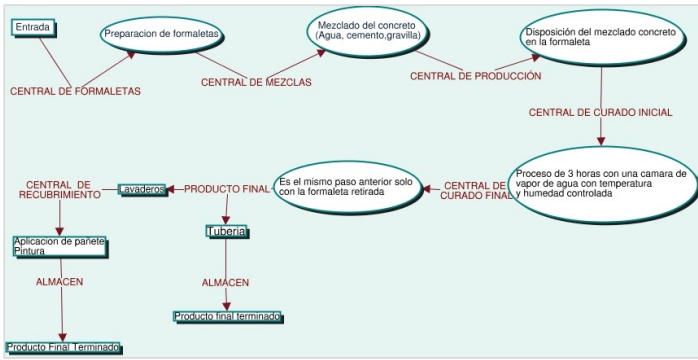 Entrada
CENTRAL DE FORMALETAS
Preparacion de formaletas
CENTRAL DE MEZCLAS
Mezclado del concreto
(Agua, cemento,gravilla)
CENTRAL DE PRODUCCIÓN
Disposición del mezclado concreto
en la formaleta
CENTRAL DE CURADO INICIAL
Proceso de 3 horas con una camara de
vapor de agua con temperatura
y humedad controlada
CENTRAL DE
CURADO FINAL
Es el mismo paso anterior solo
con la formaleta retirada
PRODUCTO FINAL
Lavaderos
CENTRAL DE
RECUBRIMIENTO
Aplicacion de pañete
Pintura
ALMACEN
Producto Final Terminado
Tuberia
ALMACEN
Producto final terminado